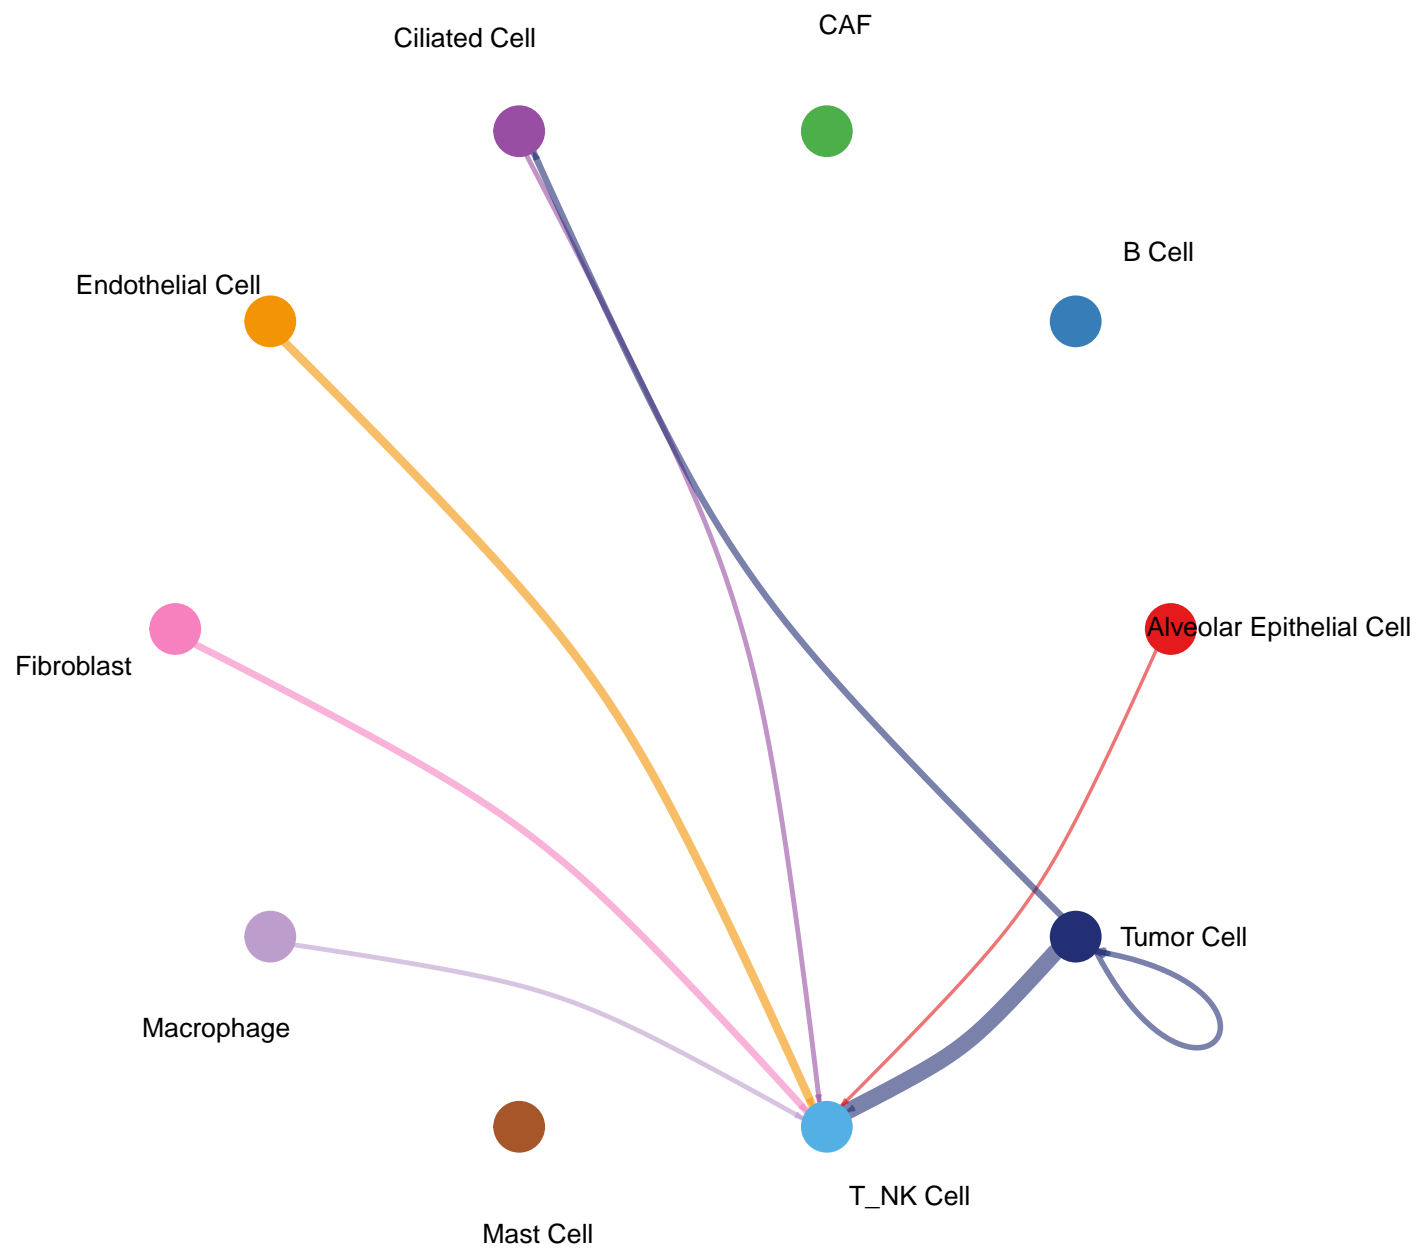 CAF
Ciliated Cell
B Cell
Endothelial Cell
Alveolar Epithelial Cell
Fibroblast
Tumor Cell
Macrophage
T_NK Cell
Mast Cell